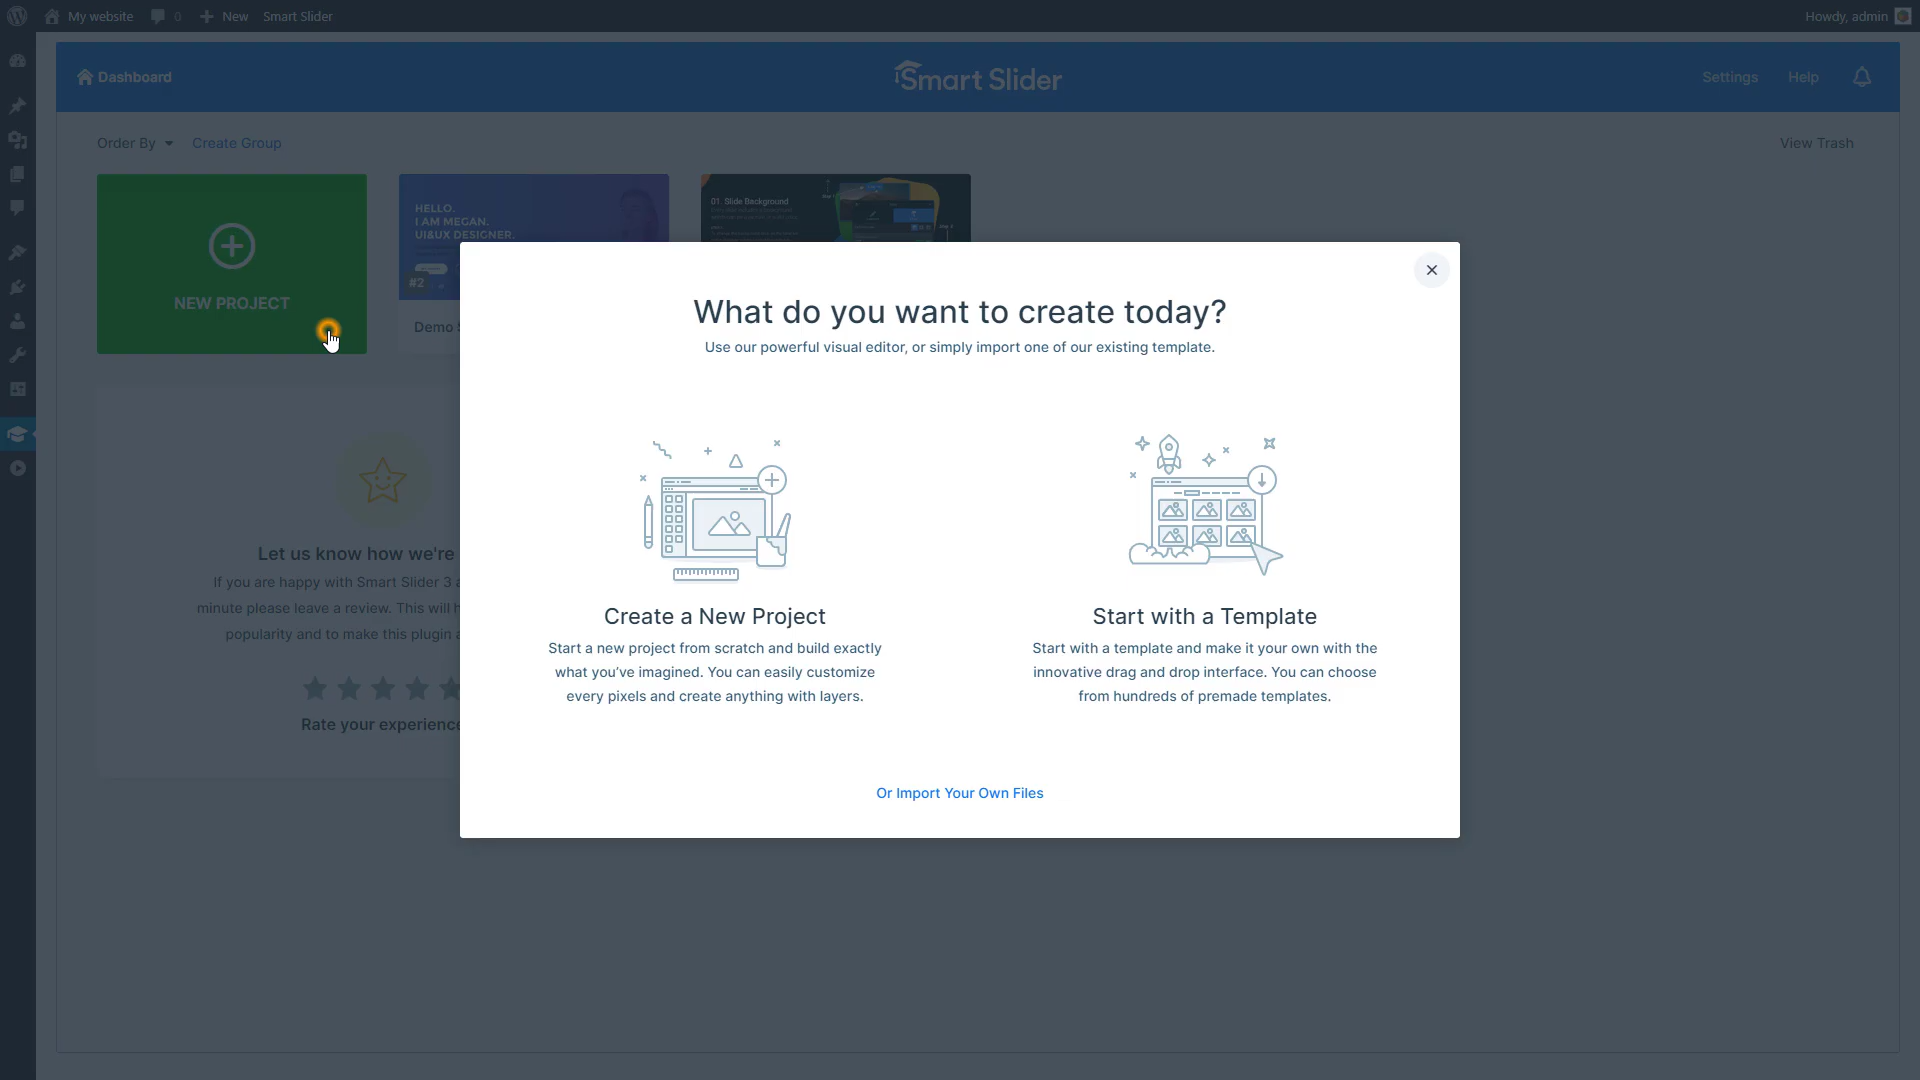 My website
0
New
Smart Slider
Howdy, admin
Dashboard
Smart Slider
Settings
Help
Order By
Create Group
View Trash
NEW PROJECT
HELLO.
I AM MEGAN.
UI&UX DESIGNER.
#2
Demo
01. Slide Background
What do you want to create today?
Use our powerful visual editor, or simply import one of our existing template.
Create a New Project
Start a new project from scratch and build exactly
what you've imagined. You can easily customize
every pixels and create anything with layers.
Start with a Template
Start with a template and make it your own with the
innovative drag and drop interface. You can choose
from hundreds of premade templates.
Or Import Your Own Files
Let us know how we're
If you are happy with Smart Slider 3
minute please leave a review. This will
popularity and to make this plugin
Rate your experience